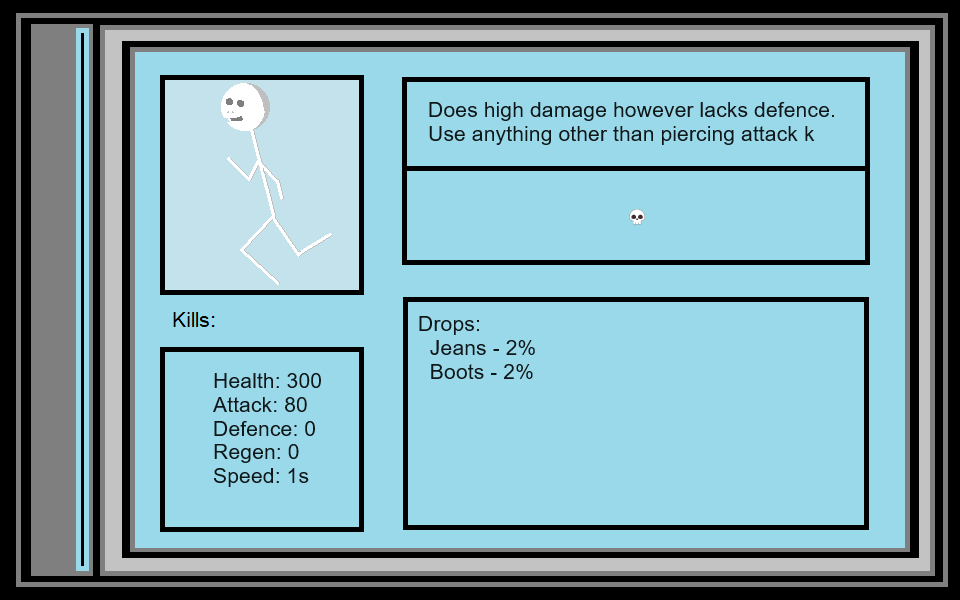 Does high damage however lacks defence.
Use anything other than piercing attack k
Kills:
Drops:
Jeans - 2%
Boots - 2%
Health: 300
Attack: 80
Defence: 0
Regen: 0
Speed: 1s